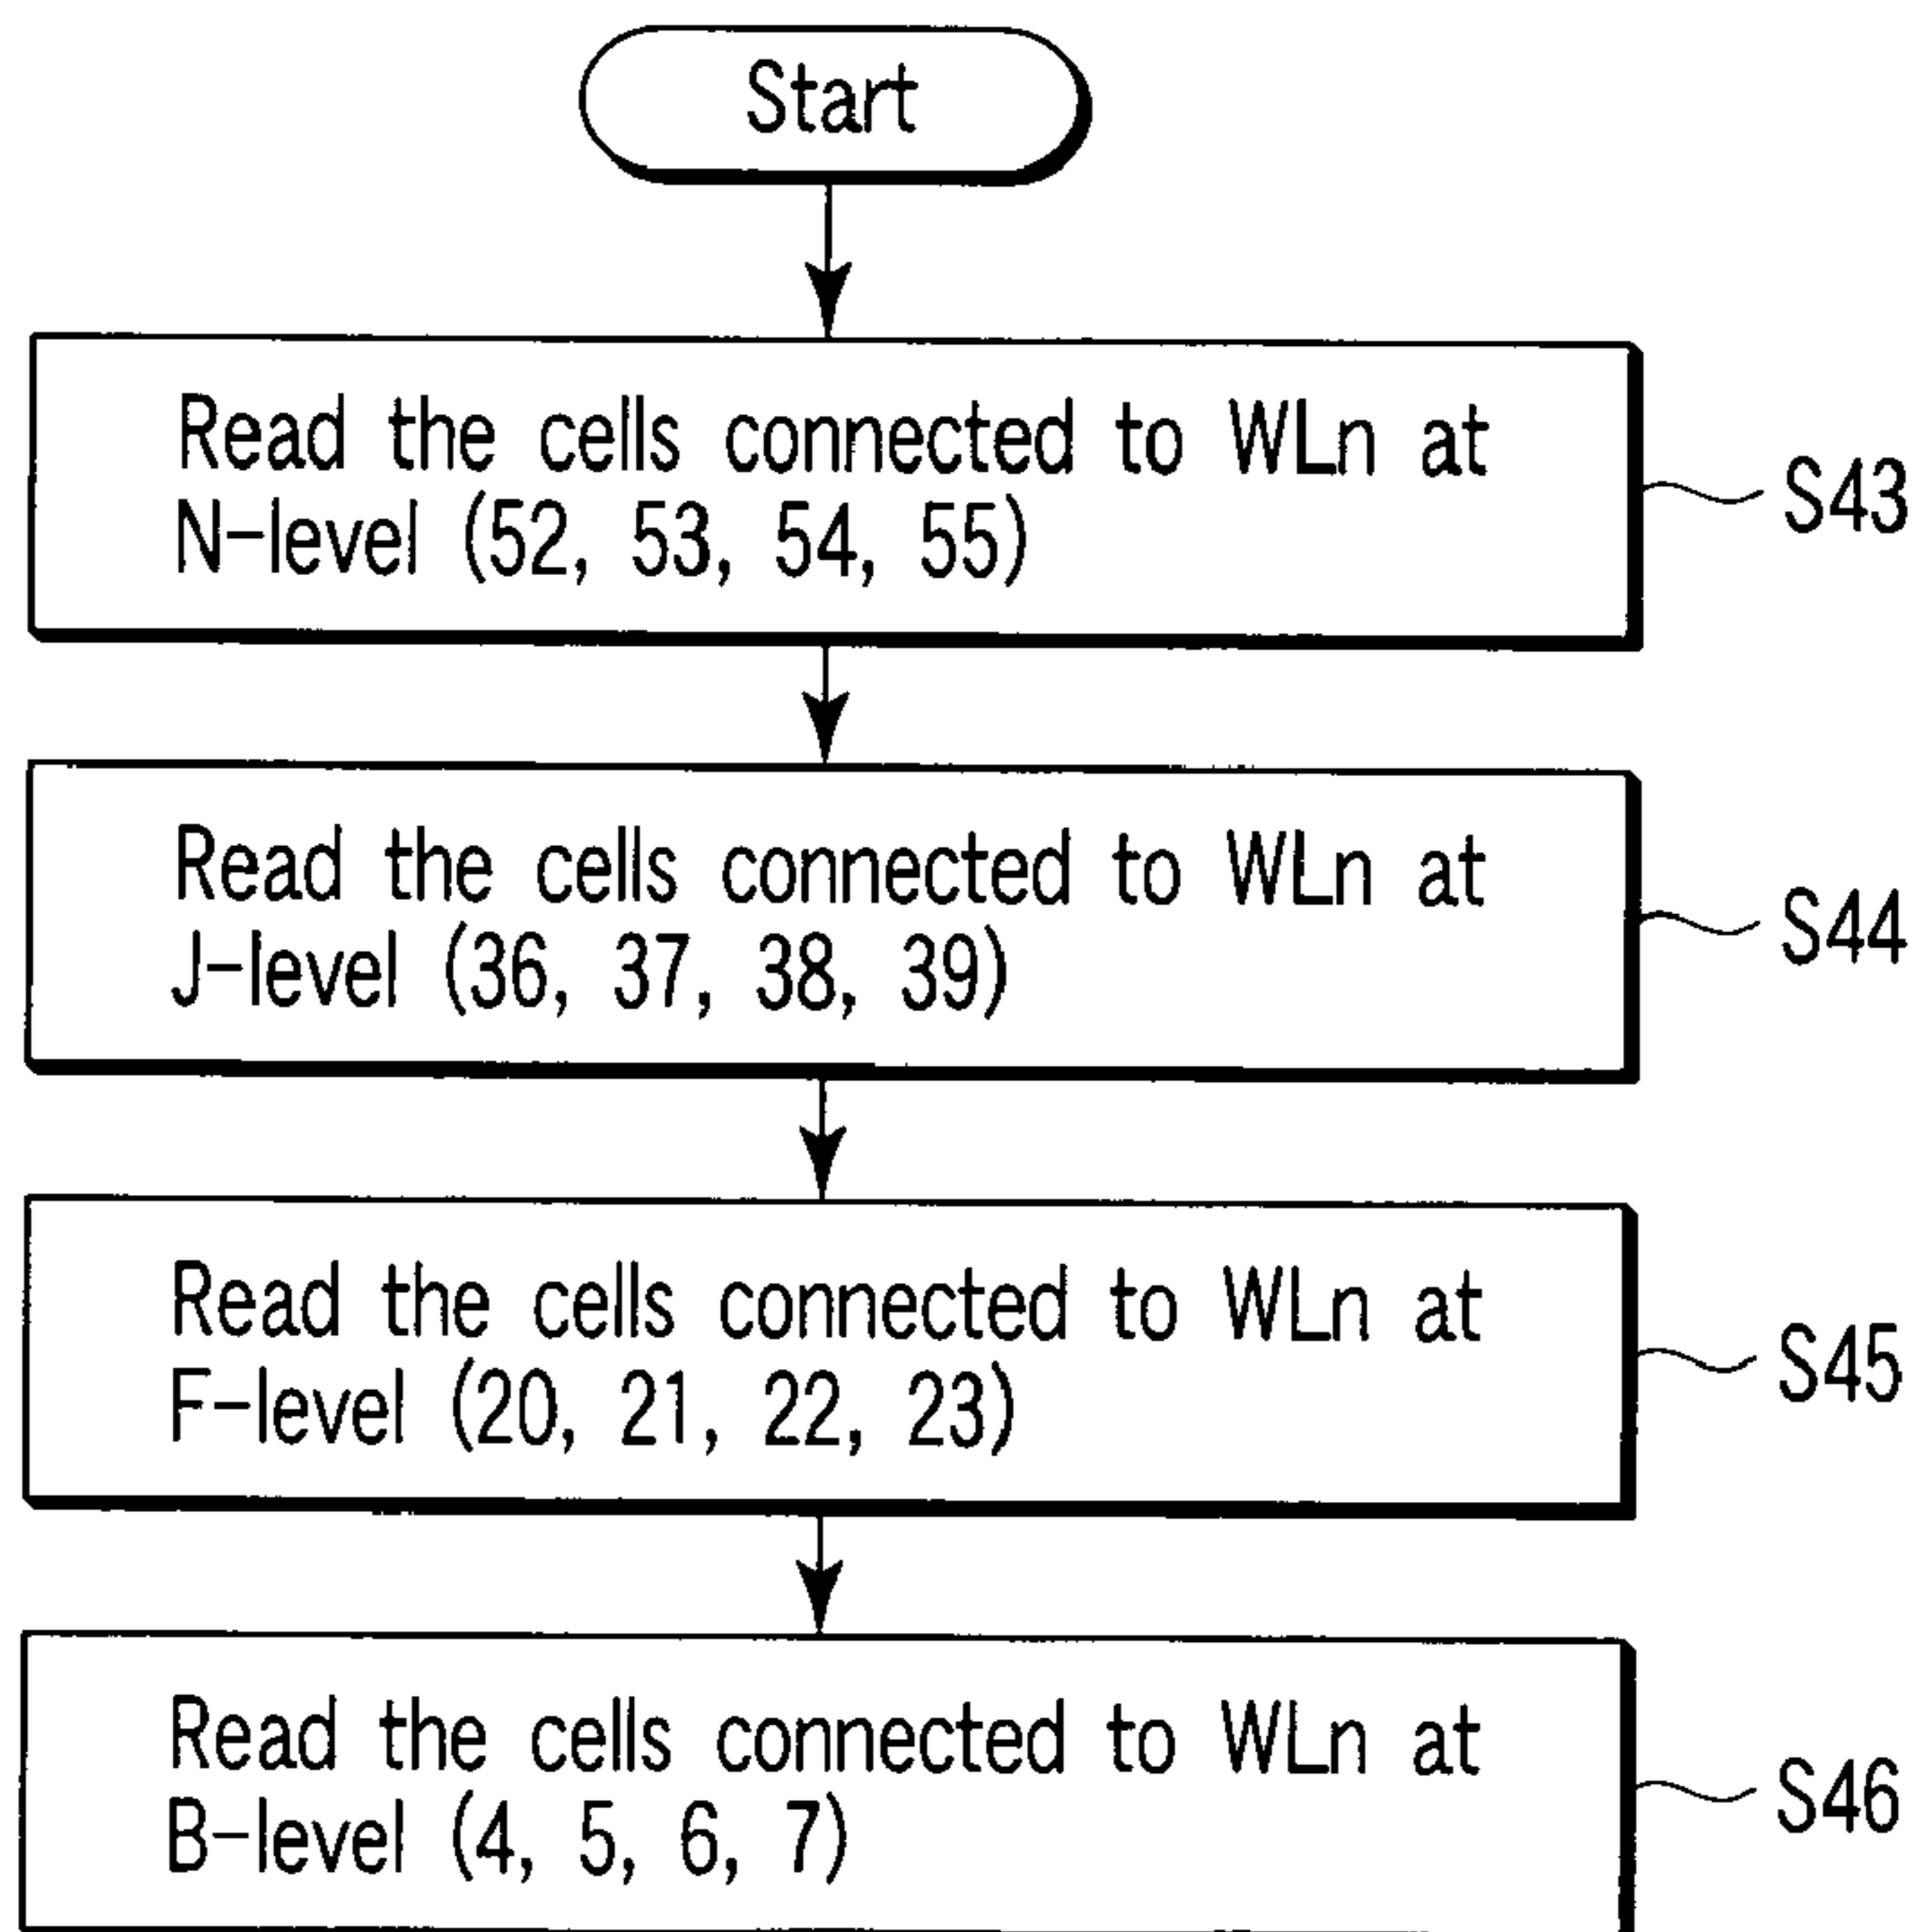 Start
Read the cells connected to WLn at
N-level (52, 53, 54, 55)
S43
Read the cells connected to WLn at
J-level (36, 37, 38, 39)
S44
Read the cells connected to WLn at
F-level (20, 21, 22, 23)
S45
Read the cells connected to WLn at
B-level (4, 5, 6, 7)
S46